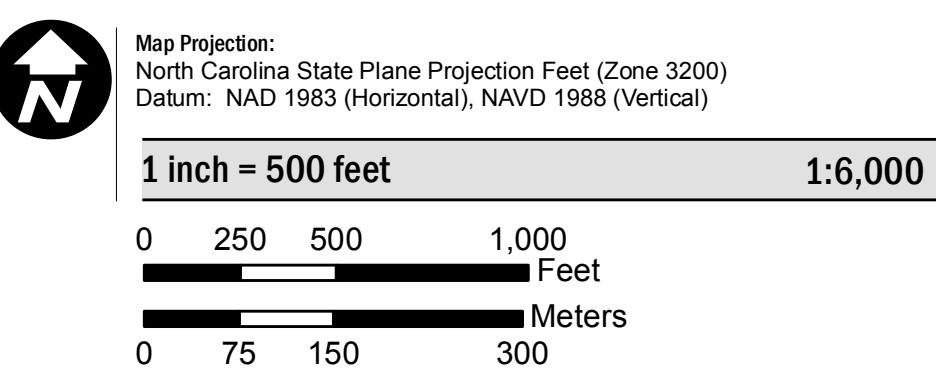 N
Map Projection:
North Carolina State Plane Projection Feet (Zone 3200)
Datum: NAD 1983 (Horizontal), NAVD 1988 (Vertical)
1 inch = 500 feet 1:6,000
0 250 500 1,000
Feet
Meters
0 75 150 300